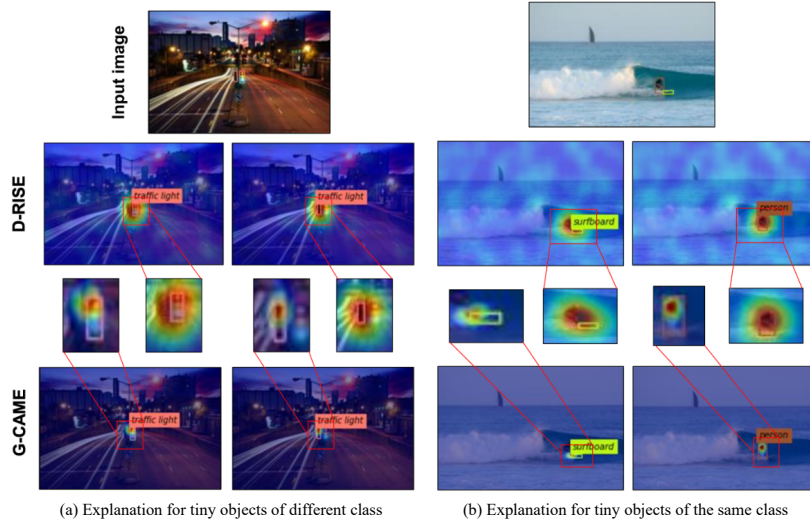 Input image
D-RISE
traffic light
traffic light
surfboard
person
G-CAME
traffic light
traffic light
surfboard
person
(a) Explanation for tiny objects of different class
(b) Explanation for tiny objects of the same class